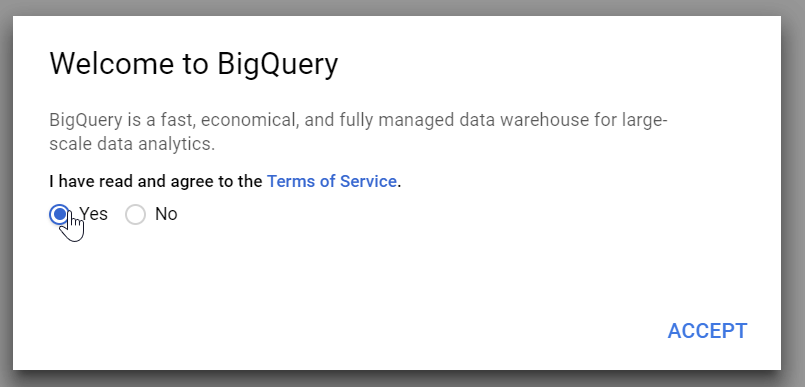 Welcome to BigQuery
BigQuery is a fast, economical, and fully managed data warehouse for large-
scale data analytics.
I have read and agree to the Terms of Service.
Yes No
ACCEPT